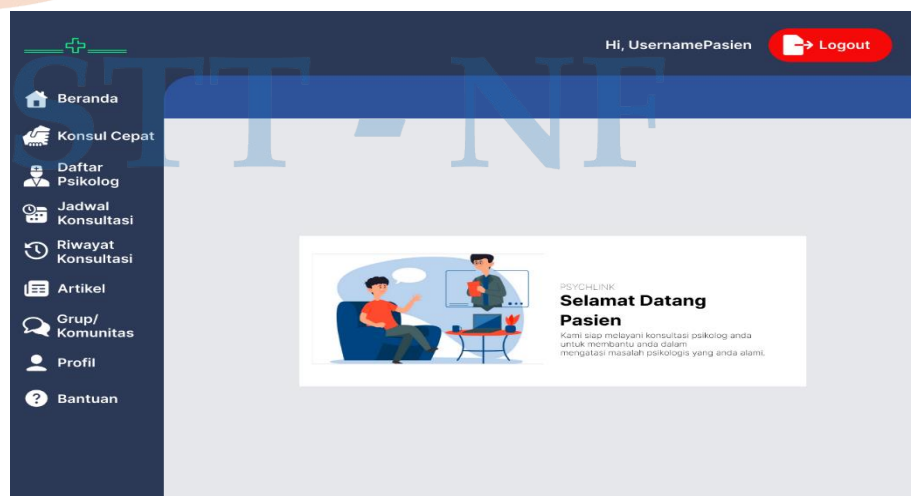 Hi, UsernamePasien
Logout
STT - NF
Beranda
Konsul Cepat
Daftar
Psikolog
Jadwal
Konsultasi
Riwayat
Konsultasi
Artikel
Grup/
Komunitas
Profil
Bantuan
PSYCHLINK
Selamat Datang
Pasien
Kami siap melayani konsultasi psikolog anda
untuk membantu anda dalam
mengatasi masalah psikologis yang anda alami.